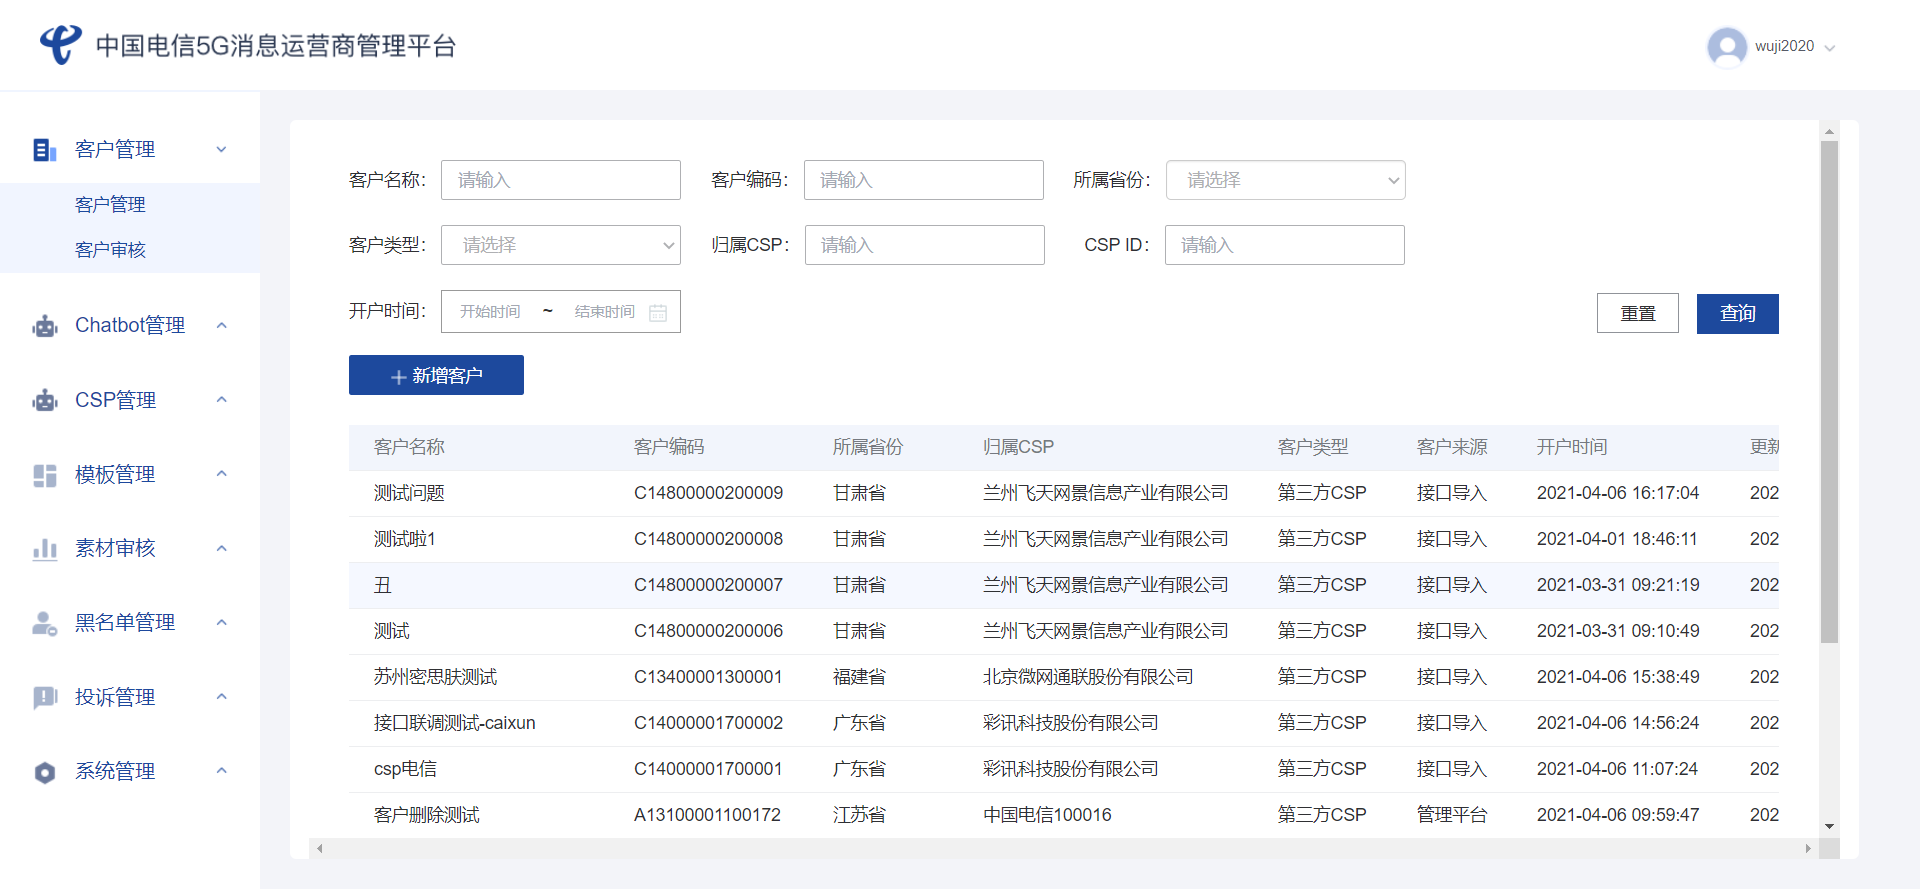 中国电信5G消息运营商管理平台
wuji2020
客户管理
客户管理
客户审核
Chatbot管理
CSP管理
模板管理
素材审核
黑名单管理
投诉管理
系统管理
客户名称： 请输入 客户编码： 请输入 所属省份： 请选择
客户类型： 请选择 归属CSP： 请输入 CSP ID： 请输入
开户时间： 开始时间 ~ 结束时间 重置 查询
新增客户
客户名称 客户编码 所属省份 归属CSP 客户类型 客户来源 开户时间 更新
测试问题 C14800000200009 甘肃省 兰州飞天网景信息产业有限公司 第三方CSP 接口导入 2021-04-06 16:17:04 202
测试啦1 C14800000200008 甘肃省 兰州飞天网景信息产业有限公司 第三方CSP 接口导入 2021-04-01 18:46:11 202
丑 C14800000200007 甘肃省 兰州飞天网景信息产业有限公司 第三方CSP 接口导入 2021-03-31 09:21:19 202
测试 C14800000200006 甘肃省 兰州飞天网景信息产业有限公司 第三方CSP 接口导入 2021-03-31 09:10:49 202
苏州密思肤测试 C13400001300001 福建省 北京微网通联股份有限公司 第三方CSP 接口导入 2021-04-06 15:38:49 202
接口联调测试-caixun C14000001700002 广东省 彩讯科技股份有限公司 第三方CSP 接口导入 2021-04-06 14:56:24 202
csp电信 C14000001700001 广东省 彩讯科技股份有限公司 第三方CSP 接口导入 2021-04-06 11:07:24 202
客户删除测试 A13100001100172 江苏省 中国电信100016 第三方CSP 管理平台 2021-04-06 09:59:47 202